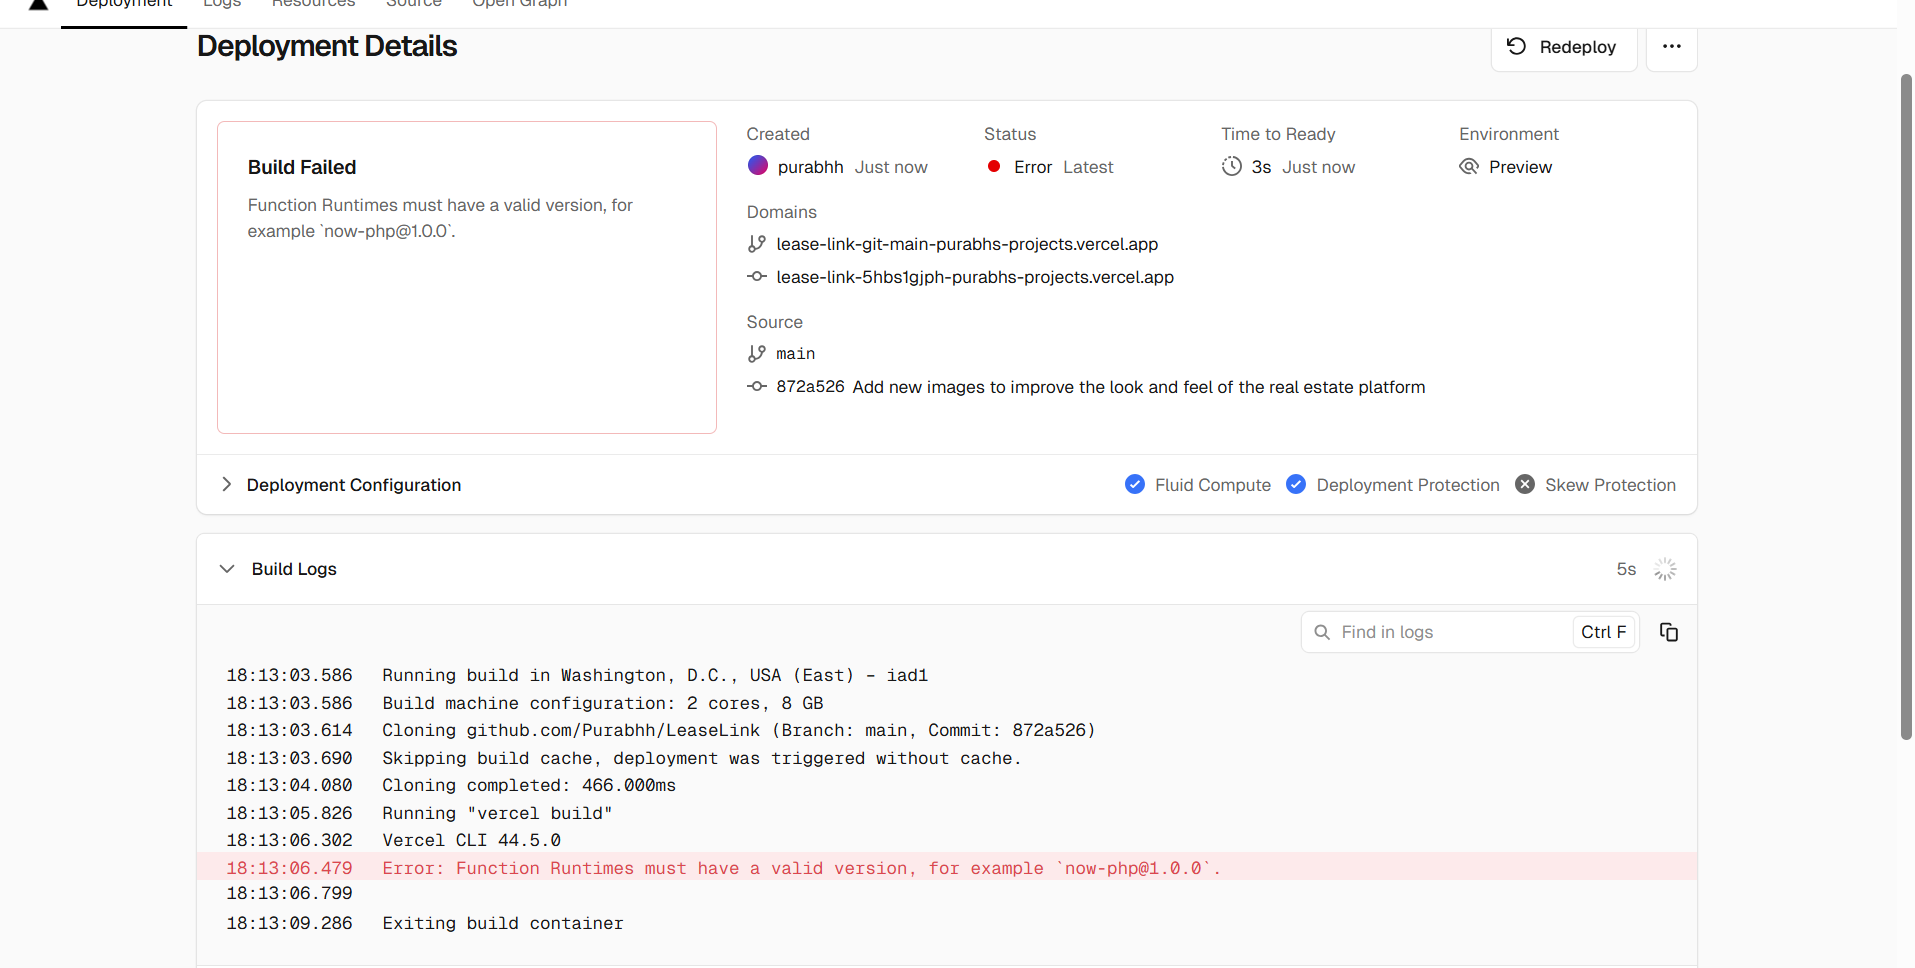 Deployment Logs Resources Source Open Graph
Deployment Details
Redeploy
Build Failed
Function Runtimes must have a valid version, for
example `now-php@1.0.0`.
Created Status Time to Ready Environment
purabhh Just now Error Latest 3s Just now Preview
Domains
lease-link-git-main-purabhs-projects.vercel.app
lease-link-5hbs1gjph-purabhs-projects.vercel.app
Source
main
872a526 Add new images to improve the look and feel of the real estate platform
Deployment Configuration Fluid Compute Deployment Protection Skew Protection
Build Logs 5s
Find in logs Ctrl F
18:13:03.586 Running build in Washington, D.C., USA (East) – iad1
18:13:03.586 Build machine configuration: 2 cores, 8 GB
18:13:03.614 Cloning github.com/Purabhh/LeaseLink (Branch: main, Commit: 872a526)
18:13:03.690 Skipping build cache, deployment was triggered without cache.
18:13:04.080 Cloning completed: 466.000ms
18:13:05.826 Running "vercel build"
18:13:06.302 Vercel CLI 44.5.0
18:13:06.479 Error: Function Runtimes must have a valid version, for example `now-php@1.0.0`.
18:13:06.799
18:13:09.286 Exiting build container